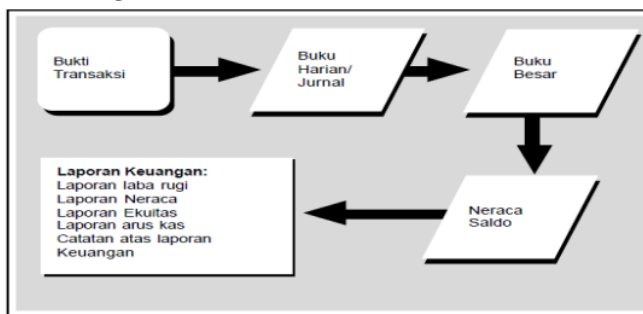 Bukti
Transaksi
Buku
Harian/
Jurnal
Buku
Besar
Laporan Keuangan:
Laporan laba rugi
Laporan Neraca
Laporan Ekuitas
Laporan arus kas
Catatan atas laporan
Keuangan
Neraca
Saldo